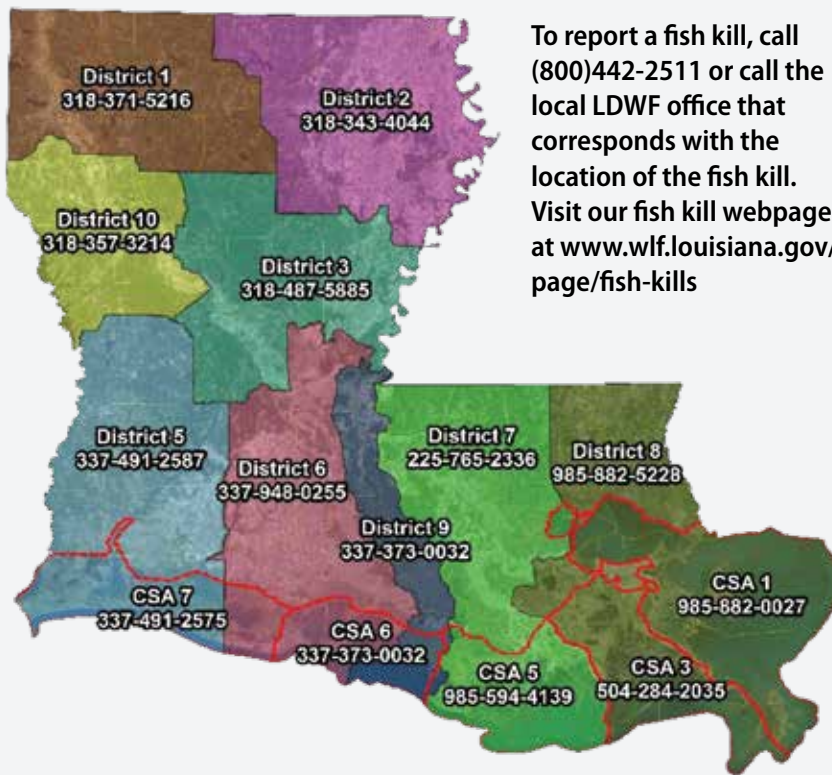 To report a fish kill, call
(800)442-2511 or call the
local LDWF office that
corresponds with the
location of the fish kill.
Visit our fish kill webpage
at www.wlf.louisiana.gov/
page/fish-kills
District 1
318-371-5216
District 2
318-343-4044
District 10
318-357-3214
District 3
318-487-5885
District 5
337-491-2587
District 6
337-948-0255
District 7
225-765-2336
District 8
985-882-5228
District 9
337-373-0032
CSA 7
337-491-2575
CSA 6
337-373-0032
CSA 5
985-594-4139
CSA 3
504-284-2035
CSA 1
985-882-0027